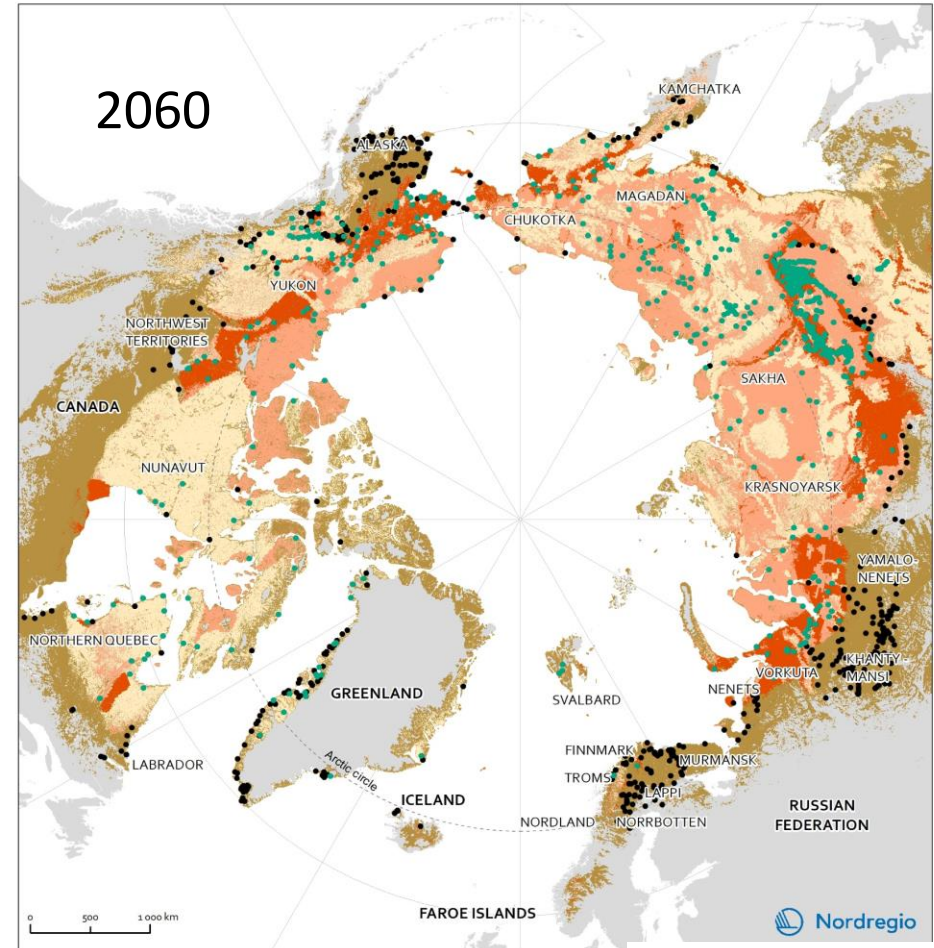 2060
KAMCHATKA
ALASKA
MAGADAN
CHUKOTKA
YUKON
NORTHWEST
TERRITORIES
SAKHA
CANADA
NUNAVUT
KRASNOYARSK
YAMALO-
NENETS
NORTHERN QUEBEC
KHANTY-
MANSI
VORKUTA
GREENLAND
NENETS
SVALBARD
LABRADOR
FINNMARK
MURMANSK
Arctic circle
TROMS
LAPPI
ICELAND
RUSSIAN
FEDERATION
NORDLAND
NORRBOTTEN
FAROE ISLANDS
0 500 1 000 km
Nordregio